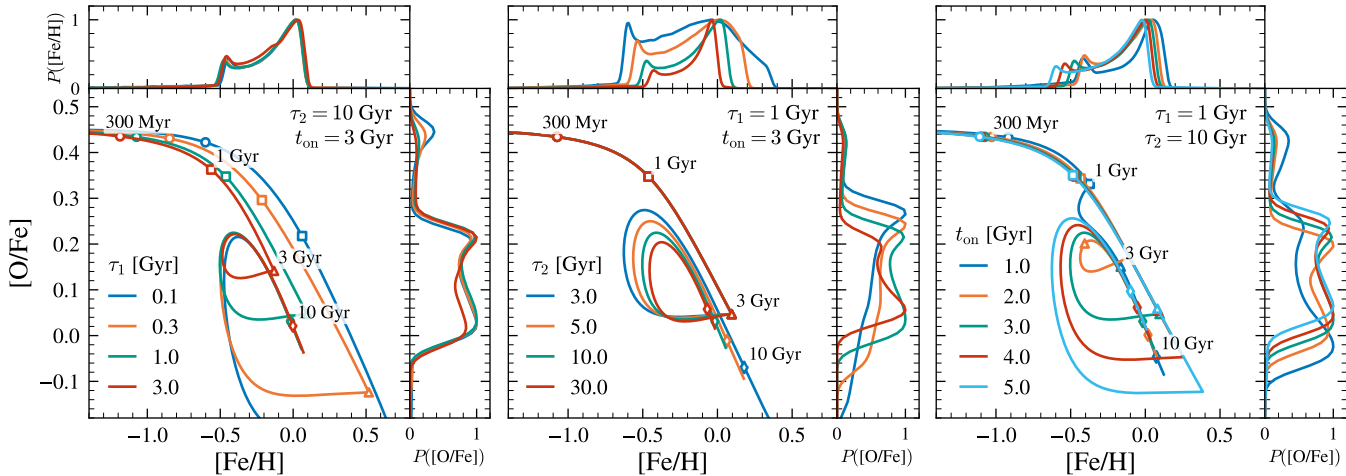 P([Fe/H])
1
0
0.5
0.4
0.3
0.2
0.1
0.0
−0.1
[O/Fe]
τ₂ = 10 Gyr
t_on = 3 Gyr
300 Myr
1 Gyr
3 Gyr
10 Gyr
τ₁ [Gyr]
0.1
0.3
1.0
3.0
−1.0 −0.5 0.0 0.5
[Fe/H]
0 1
P([O/Fe])
τ₁ = 1 Gyr
t_on = 3 Gyr
300 Myr
1 Gyr
3 Gyr
10 Gyr
τ₂ [Gyr]
3.0
5.0
10.0
30.0
−1.0 −0.5 0.0 0.5
[Fe/H]
0 1
P([O/Fe])
τ₁ = 1 Gyr
τ₂ = 10 Gyr
300 Myr
1 Gyr
3 Gyr
10 Gyr
t_on [Gyr]
1.0
2.0
3.0
4.0
5.0
−1.0 −0.5 0.0 0.5
[Fe/H]
0 1
P([O/Fe])